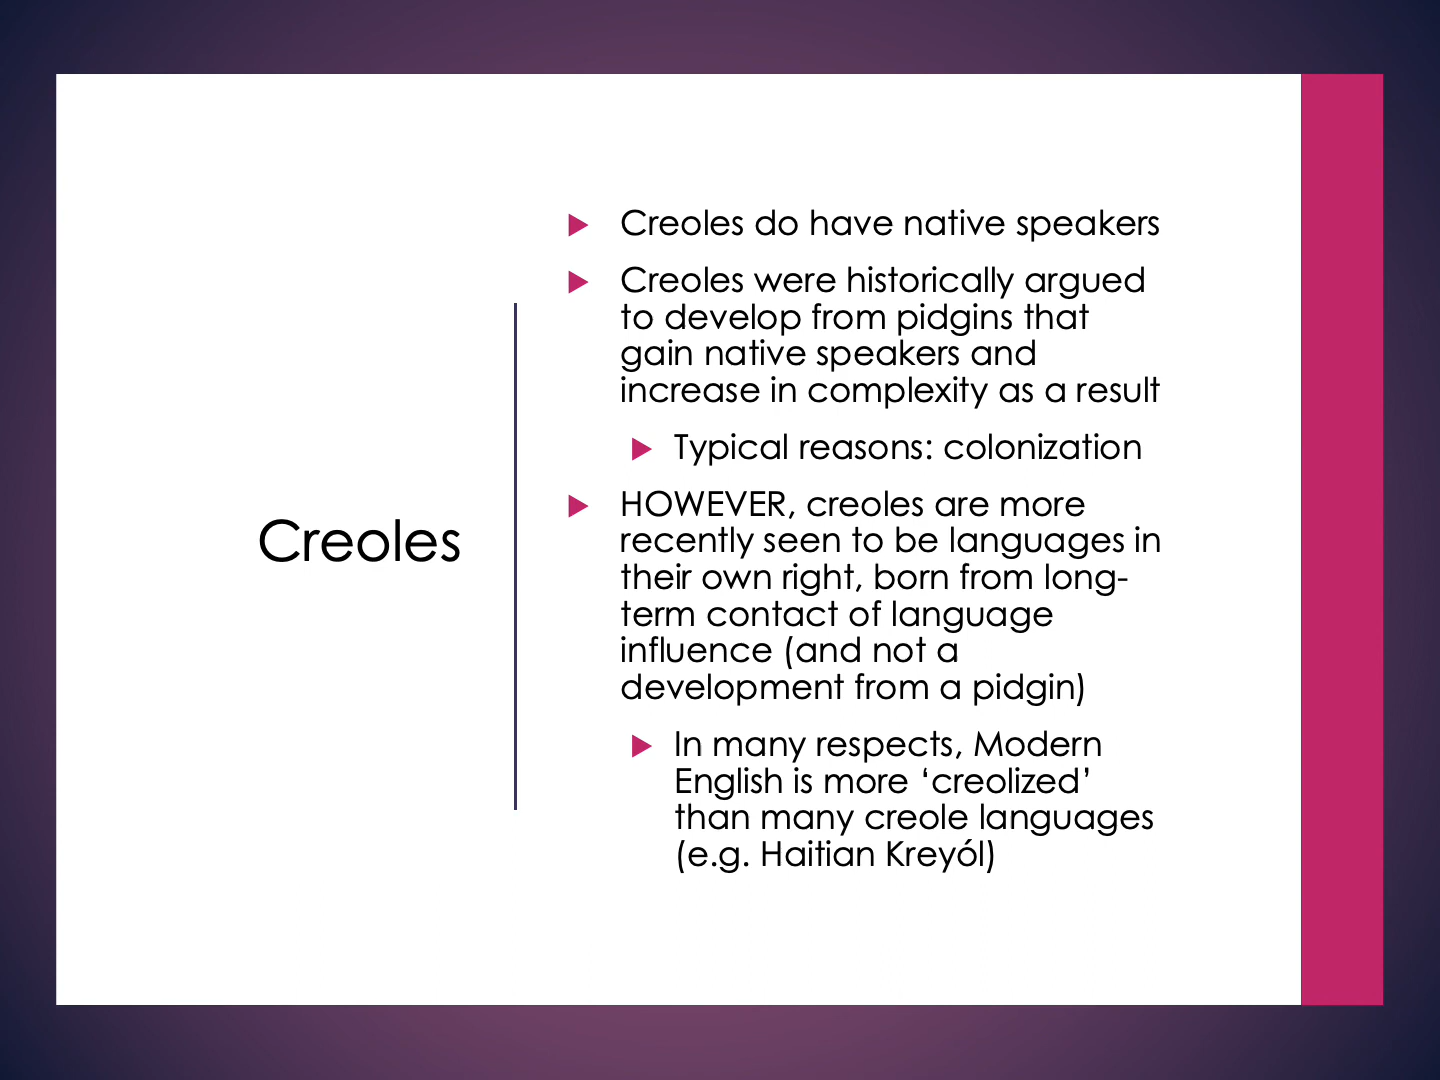 Creoles
Creoles do have native speakers
Creoles were historically argued
to develop from pidgins that
gain native speakers and
increase in complexity as a result
Typical reasons: colonization
HOWEVER, creoles are more
recently seen to be languages in
their own right, born from long-
term contact of language
influence (and not a
development from a pidgin)
In many respects, Modern
English is more ‘creolized’
than many creole languages
(e.g. Haitian Kreyól)